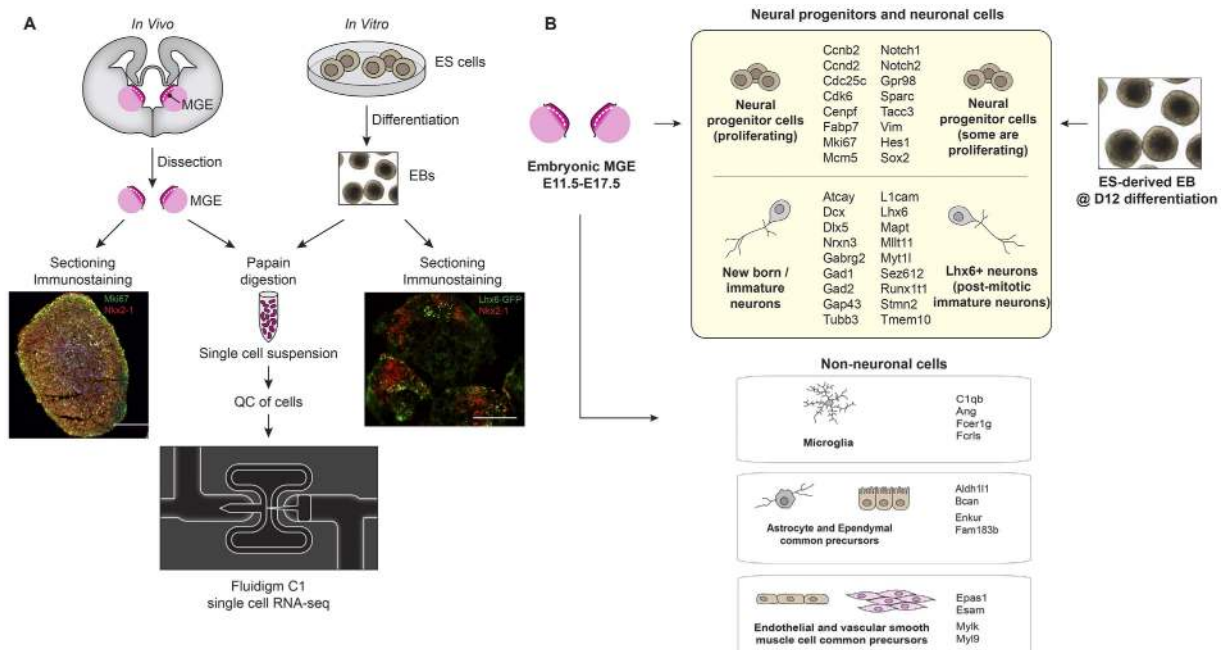 A
In Vivo
In Vitro
MGE
ES cells
Dissection
Differentiation
MGE
EBs
Sectioning
Immunostaining
Papain
digestion
Sectioning
Immunostaining
Mki67
Nkx2-1
Lhx6-GFP
Nkx2-1
Single cell suspension
QC of cells
Fluidigm C1
single cell RNA-seq
B
Neural progenitors and neuronal cells
Embryonic MGE
E11.5-E17.5
Neural
progenitor cells
(proliferating)
Ccnb2
Ccnd2
Cdc25c
Cdk6
Cenpf
Fabp7
Mki67
Mcm5
Notch1
Notch2
Gpr98
Sparc
Tacc3
Vim
Hes1
Sox2
Neural
progenitor cells
(some are
proliferating)
ES-derived EB
@ D12 differentiation
New born /
immature
neurons
Atcay
Dcx
Dlx5
Nrxn3
Gabrg2
Gad1
Gad2
Gap43
Tubb3
L1cam
Lhx6
Mapt
Mllt11
Myt1l
Sez612
Runx1t1
Stmn2
Tmem10
Lhx6+ neurons
(post-mitotic
immature neurons)
Non-neuronal cells
Microglia
C1qb
Ang
Fcer1g
Fcrls
Astrocyte and Ependymal
common precursors
Aldh1l1
Bcan
Enkur
Fam183b
Endothelial and vascular smooth
muscle cell common precursors
Epas1
Esam
Mylk
Myl9